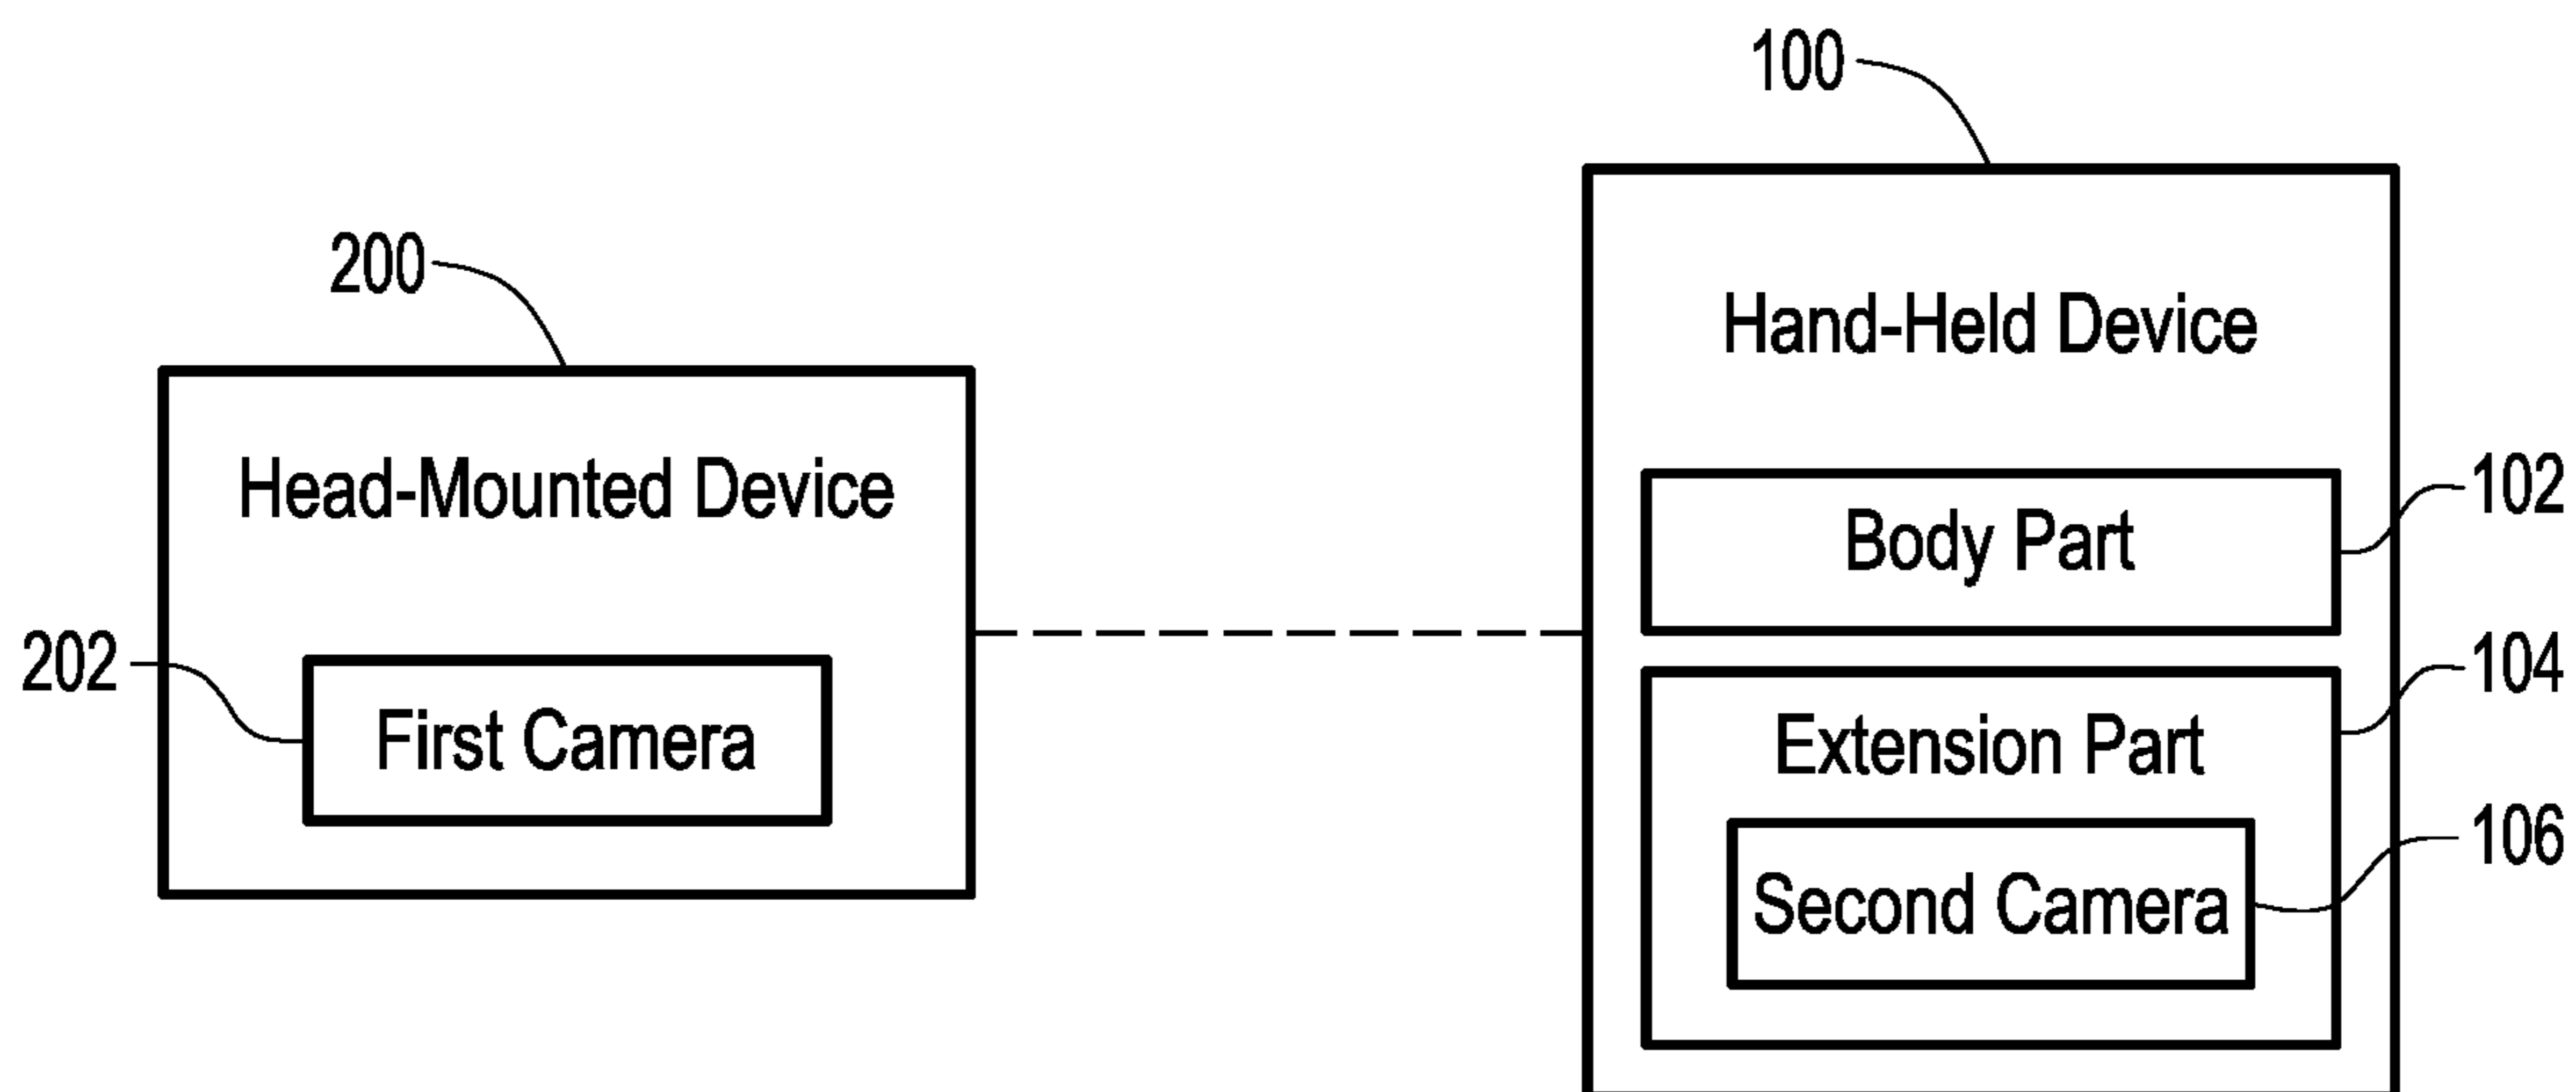 100
200
Hand-Held Device
Head-Mounted Device
102
Body Part
202
104
First Camera
Extension Part
106
Second Camera